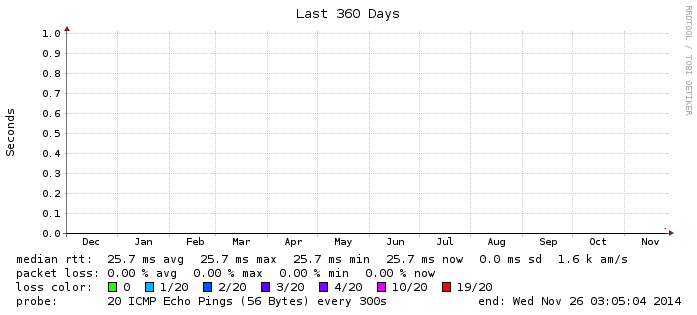 Last 360 Days
RRDTOOL / TOBI OETIKER
Seconds
1.0
0.9
0.8
0.7
0.6
0.5
0.4
0.3
0.2
0.1
0.0
Dec Jan Feb Mar Apr May Jun Jul Aug Sep Oct Nov
median rtt: 25.7 ms avg 25.7 ms max 25.7 ms min 25.7 ms now 0.0 ms sd 1.6 k am/s
packet loss: 0.00 % avg 0.00 % max 0.00 % min 0.00 % now
loss color: 0 1/20 2/20 3/20 4/20 10/20 19/20
probe: 20 ICMP Echo Pings (56 Bytes) every 300s end: Wed Nov 26 03:05:04 2014